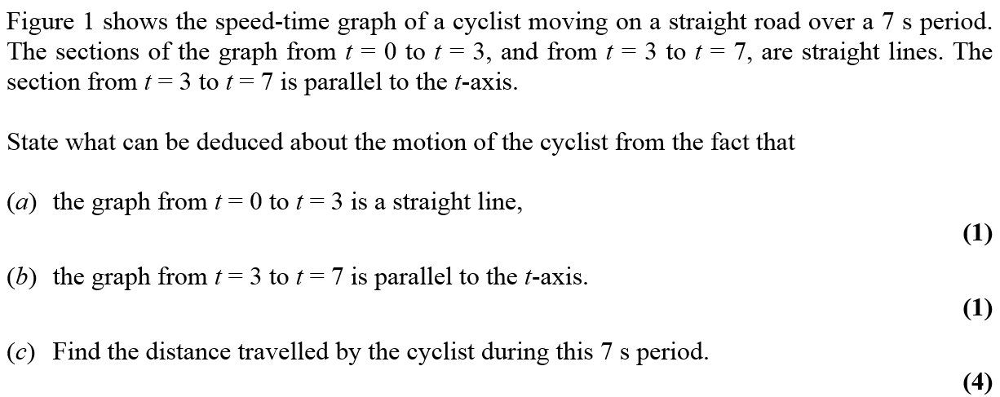 Figure 1 shows the speed-time graph of a cyclist moving on a straight road over a 7 s period.
The sections of the graph from t = 0 to t = 3, and from t = 3 to t = 7, are straight lines. The
section from t = 3 to t = 7 is parallel to the t-axis.
State what can be deduced about the motion of the cyclist from the fact that
(a) the graph from t = 0 to t = 3 is a straight line,
(1)
(b) the graph from t = 3 to t = 7 is parallel to the t-axis.
(1)
(c) Find the distance travelled by the cyclist during this 7 s period.
(4)